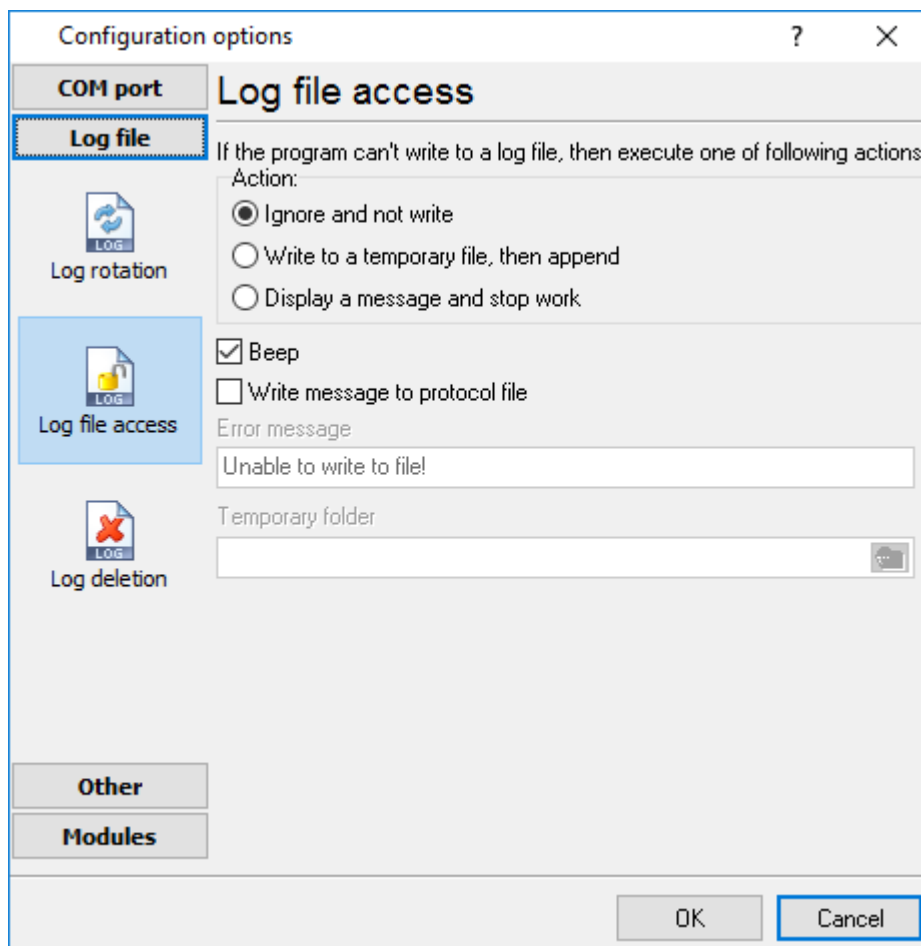 Configuration options
?
COM port
Log file
LOG
Log rotation
LOG
Log file access
LOG
Log deletion
Other
Modules
Log file access
If the program can't write to a log file, then execute one of following actions
Action:
Ignore and not write
Write to a temporary file, then append
Display a message and stop work
Beep
Write message to protocol file
Error message
Unable to write to file!
Temporary folder
OK
Cancel